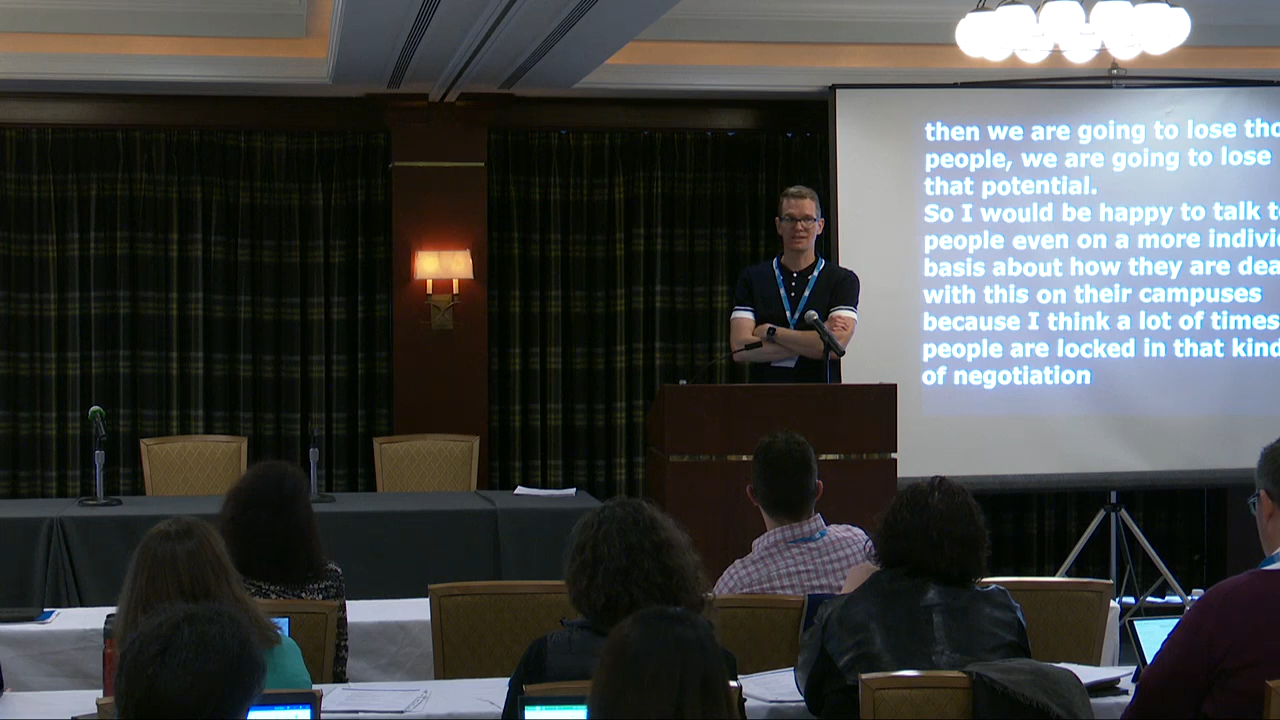 then we are going to lose tho
people, we are going to lose
that potential.
So I would be happy to talk t
people even on a more indivi
basis about how they are dea
with this on their campuses
because I think a lot of times
people are locked in that kind
of negotiation